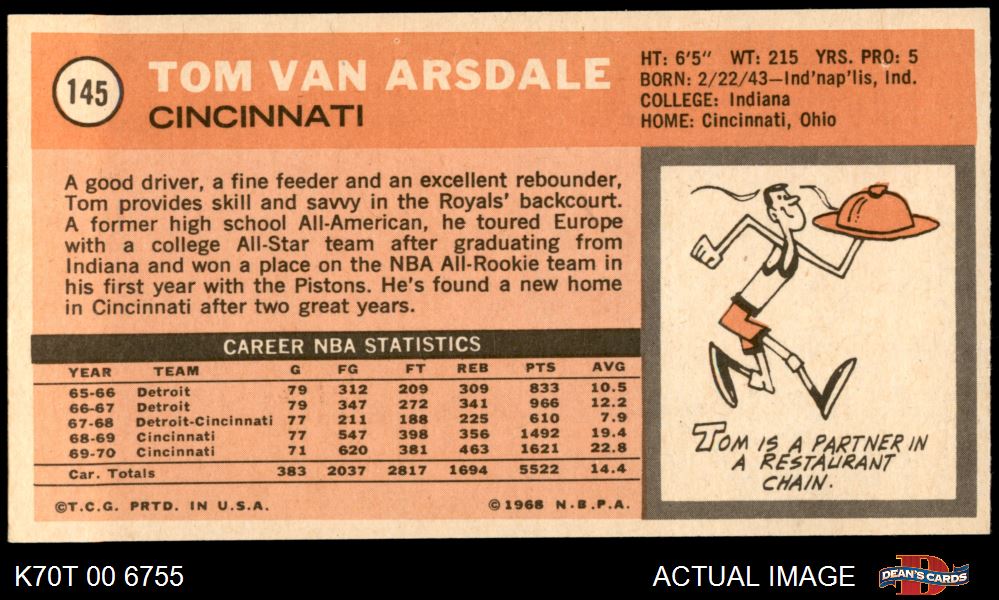 145
TOM VAN ARSDALE
CINCINNATI
HT: 6'5" WT: 215 YRS. PRO: 5
BORN: 2/22/43—Ind'nap'lis, Ind.
COLLEGE: Indiana
HOME: Cincinnati, Ohio
A good driver, a fine feeder and an excellent rebounder,
Tom provides skill and savvy in the Royals' backcourt.
A former high school All-American, he toured Europe
with a college All-Star team after graduating from
Indiana and won a place on the NBA All-Rookie team in
his first year with the Pistons. He's found a new home
in Cincinnati after two great years.
CAREER NBA STATISTICS
YEAR TEAM G FG FT REB PTS AVG
65-66 Detroit 79 312 209 309 833 10.5
66-67 Detroit 79 347 272 341 966 12.2
67-68 Detroit-Cincinnati 77 211 188 225 610 7.9
68-69 Cincinnati 77 547 398 356 1492 19.4
69-70 Cincinnati 71 620 381 463 1621 22.8
Car. Totals 383 2037 2817 1694 5522 14.4
©T.C.G. PRTD. IN U.S.A. ©1968 N.B.P.A.
TOM IS A PARTNER IN
A RESTAURANT
CHAIN.
K70T 00 6755
ACTUAL IMAGE
D
DEAN'S CARDS